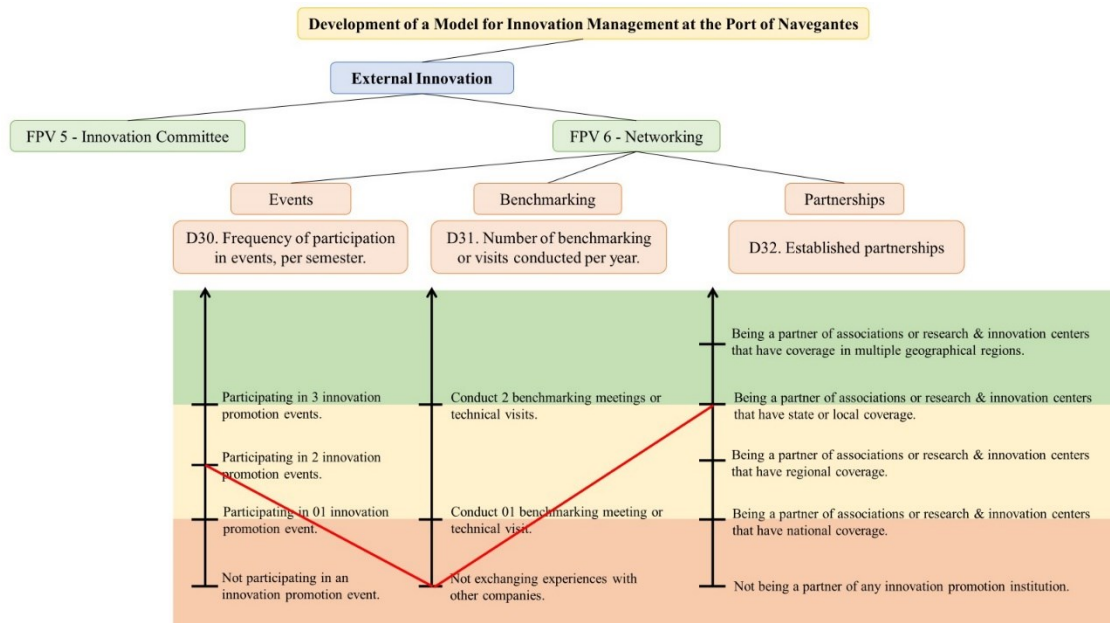 Development of a Model for Innovation Management at the Port of Navegantes
External Innovation
FPV 5 - Innovation Committee
FPV 6 - Networking
Events
Benchmarking
Partnerships
D30. Frequency of participation
in events, per semester.
D31. Number of benchmarking
or visits conducted per year.
D32. Established partnerships
Participating in 3 innovation
promotion events.
Participating in 2 innovation
promotion events.
Participating in 01 innovation
promotion event.
Not participating in an
innovation promotion event.
Conduct 2 benchmarking meetings or
technical visits.
Conduct 01 benchmarking meeting or
technical visit.
Not exchanging experiences with
other companies.
Being a partner of associations or research & innovation centers
that have coverage in multiple geographical regions.
Being a partner of associations or research & innovation centers
that have state or local coverage.
Being a partner of associations or research & innovation centers
that have regional coverage.
Being a partner of associations or research & innovation centers
that have national coverage.
Not being a partner of any innovation promotion institution.